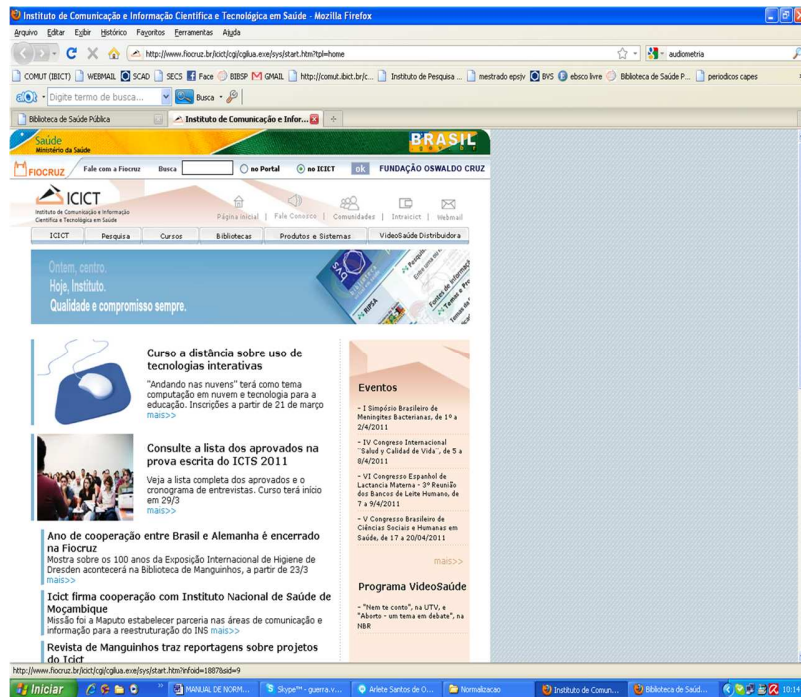 Instituto de Comunicação e Informação Científica e Tecnológica em Saúde - Mozilla Firefox
Arquivo Editar Exibir Histórico Favoritos Ferramentas Ajuda
http://www.fiocruz.br/icict/cgi/cgilua.exe/sys/start.htm?tpl=home
audiometria
COMUT (IBICT) WEBMAIL SCAD SECS Face BIBSP GMAIL http://comut.ibict.br/c... Instituto de Pesquisa ... mestrado epsjv BVS ebsco livre Biblioteca de Saúde P... periodicos capes
Digite termo de busca... Busca
Biblioteca de Saúde Pública
Instituto de Comunicação e Infor...
Saúde
Ministério da Saúde
BRASIL
FIOCRUZ Fale com a Fiocruz Busca no Portal no ICICT ok FUNDAÇÃO OSWALDO CRUZ
ICICT
Instituto de Comunicação e Informação
Científica e Tecnológica em Saúde
Página inicial | Fale Conosco | Comunidades | Intraicict | Webmail
ICICT Pesquisa Cursos Bibliotecas Produtos e Sistemas VideoSaúde Distribuidora
Ontem, centro.
Hoje, Instituto.
Qualidade e compromisso sempre.
BVS
RIPSA
Curso a distância sobre uso de
tecnologias interativas
"Andando nas nuvens" terá como tema
computação em nuvem e tecnologia para a
educação. Inscrições a partir de 21 de março
mais>>
Consulte a lista dos aprovados na
prova escrita do ICTS 2011
Veja a lista completa dos aprovados e o
cronograma de entrevistas. Curso terá início
em 29/3
mais>>
Ano de cooperação entre Brasil e Alemanha é encerrado
na Fiocruz
Mostra sobre os 100 anos da Exposição Internacional de Higiene de
Dresden acontecerá na Biblioteca de Manguinhos, a partir de 23/3
mais>>
Icict firma cooperação com Instituto Nacional de Saúde de
Moçambique
Missão foi a Maputo estabelecer parceria nas áreas de comunicação e
informação para a reestruturação do INS mais>>
Revista de Manguinhos traz reportagens sobre projetos
do Icict
Eventos
- I Simpósio Brasileiro de
Meningites Bacterianas, de 1º a
2/4/2011
- IV Congreso Internacional
¨Salud y Calidad de Vida¨, de 5 a
8/4/2011
- VI Congresso Espanhol de
Lactancia Materna - 3º Reunião
dos Bancos de Leite Humano, de
7 a 9/4/2011
- V Congresso Brasileiro de
Ciências Sociais e Humanas em
Saúde, de 17 a 20/04/2011
mais>>
Programa VideoSaúde
- "Nem te conto", na UTV, e
"Aborto - um tema em debate", na
NBR
http://www.fiocruz.br/icict/cgi/cgilua.exe/sys/start.htm?infoid=1887&sid=9
Iniciar MANUAL DE NORM... Skype™ - guerra.v... Arlete Santos de O... Normalizacao Instituto de Comun... Biblioteca de Saúd... 10:14